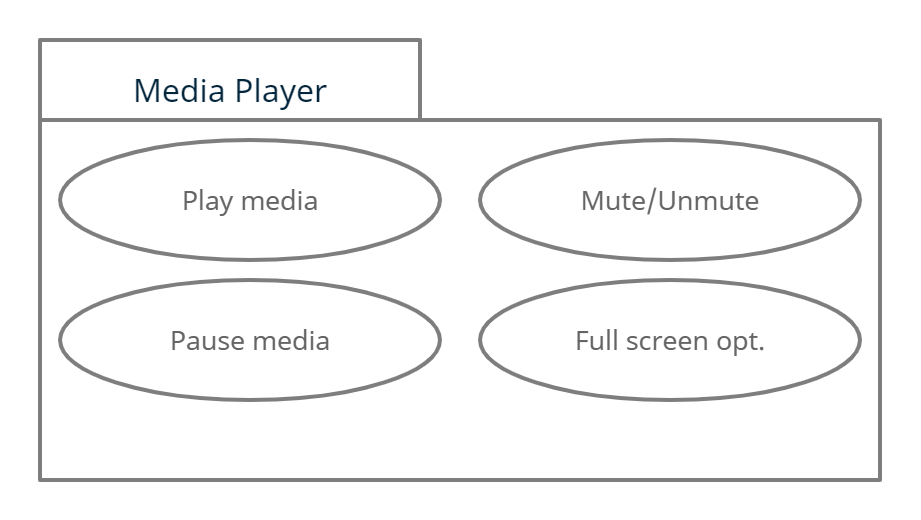 Media Player
Play media
Mute/Unmute
Pause media
Full screen opt.